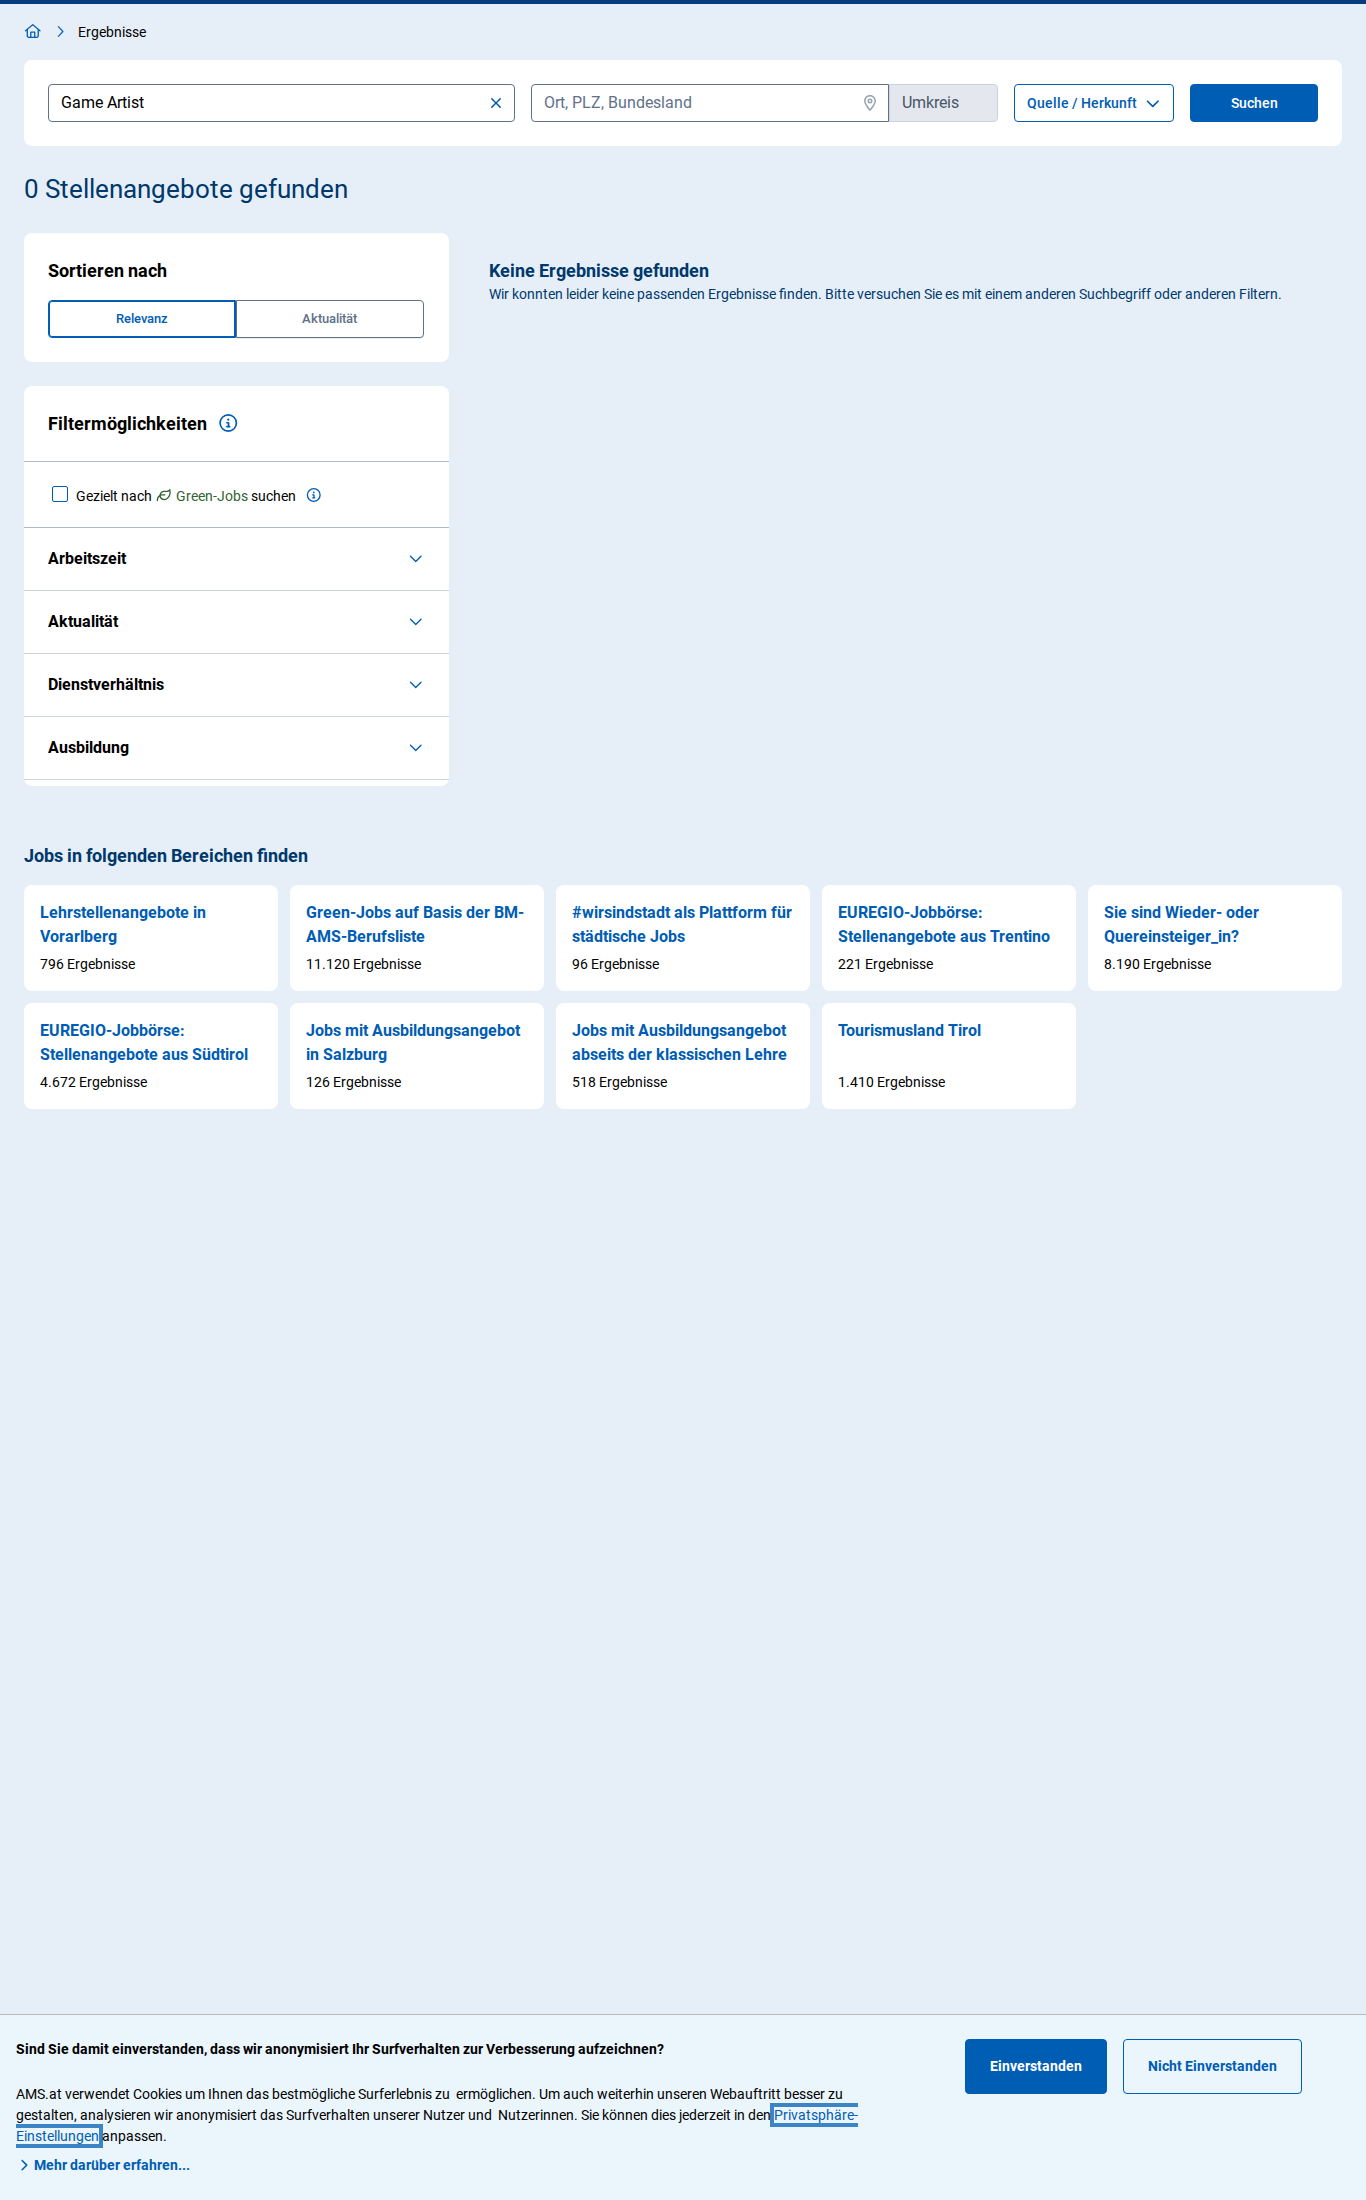 Ergebnisse
Game Artist
Ort, PLZ, Bundesland
Umkreis
Quelle / Herkunft
Suchen
0 Stellenangebote gefunden
Sortieren nach
Relevanz
Aktualität
Keine Ergebnisse gefunden
Wir konnten leider keine passenden Ergebnisse finden. Bitte versuchen Sie es mit einem anderen Suchbegriff oder anderen Filtern.
Filtermöglichkeiten
Gezielt nach Green-Jobs suchen
Arbeitszeit
Aktualität
Dienstverhältnis
Ausbildung
Jobs in folgenden Bereichen finden
Lehrstellenangebote in
Vorarlberg
796 Ergebnisse
Green-Jobs auf Basis der BM-
AMS-Berufsliste
11.120 Ergebnisse
#wirsindstadt als Plattform für
städtische Jobs
96 Ergebnisse
EUREGIO-Jobbörse:
Stellenangebote aus Trentino
221 Ergebnisse
Sie sind Wieder- oder
Quereinsteiger_in?
8.190 Ergebnisse
EUREGIO-Jobbörse:
Stellenangebote aus Südtirol
4.672 Ergebnisse
Jobs mit Ausbildungsangebot
in Salzburg
126 Ergebnisse
Jobs mit Ausbildungsangebot
abseits der klassischen Lehre
518 Ergebnisse
Tourismusland Tirol
1.410 Ergebnisse
Sind Sie damit einverstanden, dass wir anonymisiert Ihr Surfverhalten zur Verbesserung aufzeichnen?
AMS.at verwendet Cookies um Ihnen das bestmögliche Surferlebnis zu ermöglichen. Um auch weiterhin unseren Webauftritt besser zu
gestalten, analysieren wir anonymisiert das Surfverhalten unserer Nutzer und Nutzerinnen. Sie können dies jederzeit in den Privatsphäre-
Einstellungen anpassen.
Mehr darüber erfahren...
Einverstanden
Nicht Einverstanden